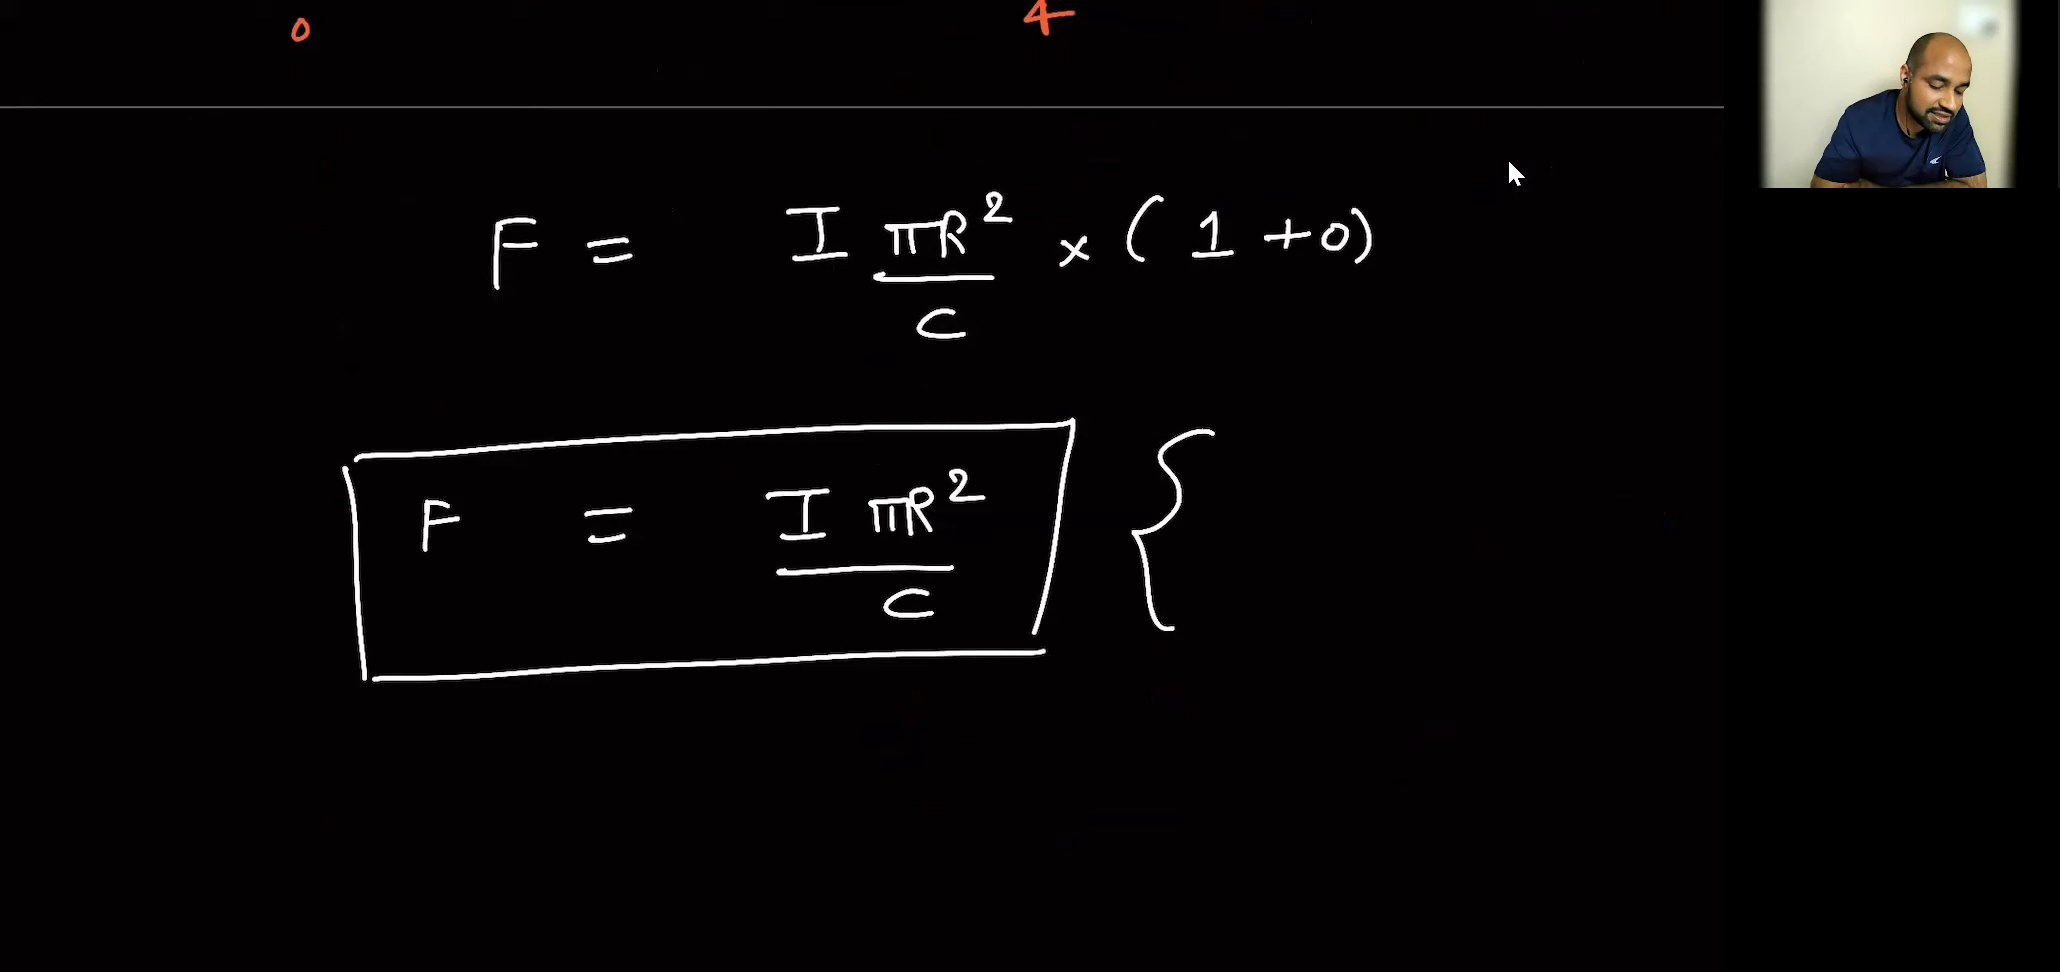 0 4
F = I πR² / C × ( 1 + 0 )
F = I πR² / C {